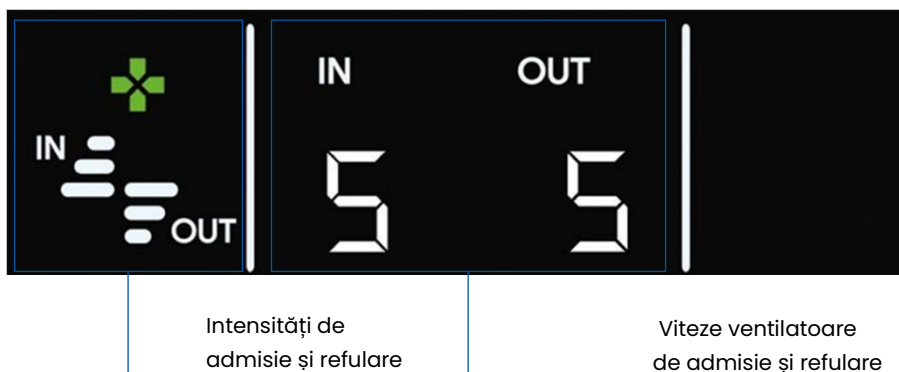 IN
OUT
IN OUT
5 5
Intensități de
admisie și refulare
Viteze ventilatoare
de admisie și refulare